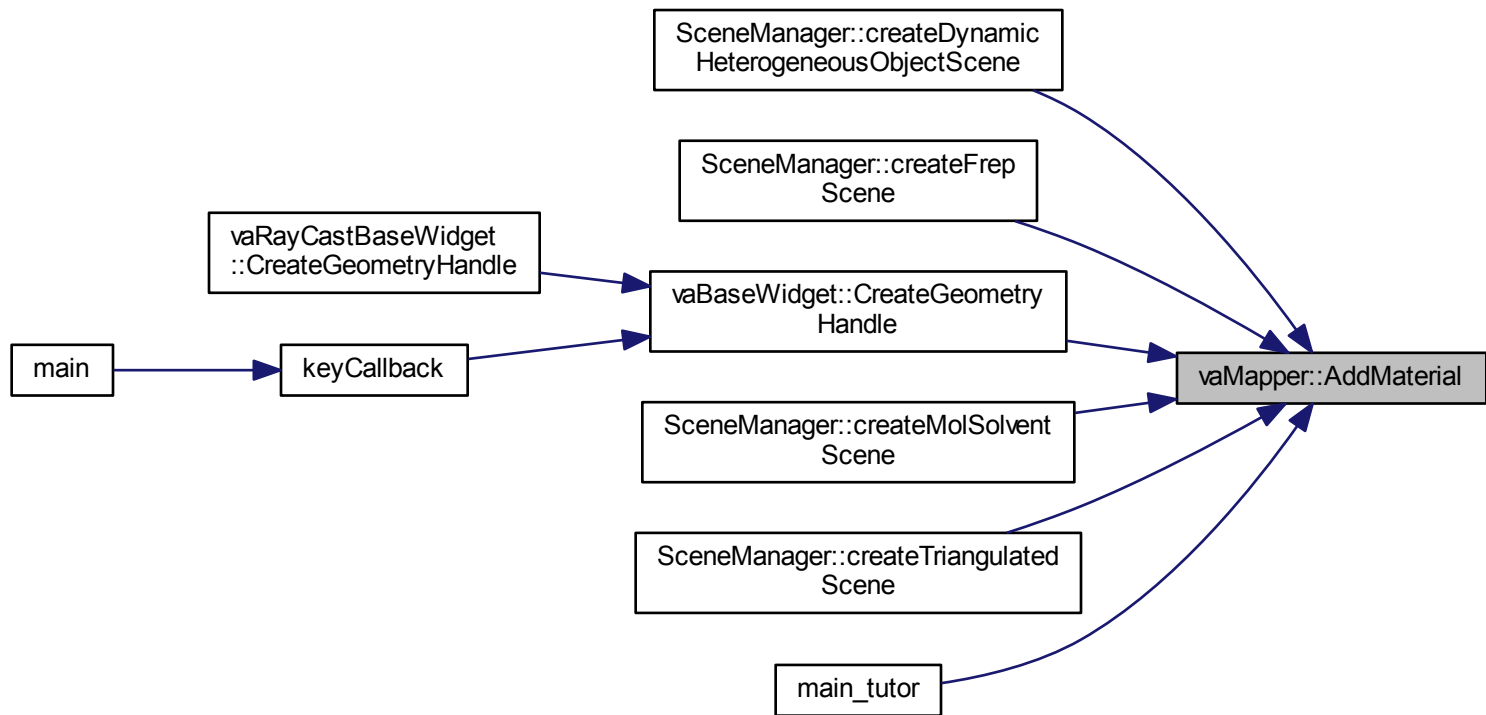 SceneManager::createDynamic
HeterogeneousObjectScene
SceneManager::createFrep
Scene
vaRayCastBaseWidget
::CreateGeometryHandle
vaBaseWidget::CreateGeometry
Handle
main
keyCallback
vaMapper::AddMaterial
SceneManager::createMolSolvent
Scene
SceneManager::createTriangulated
Scene
main_tutor